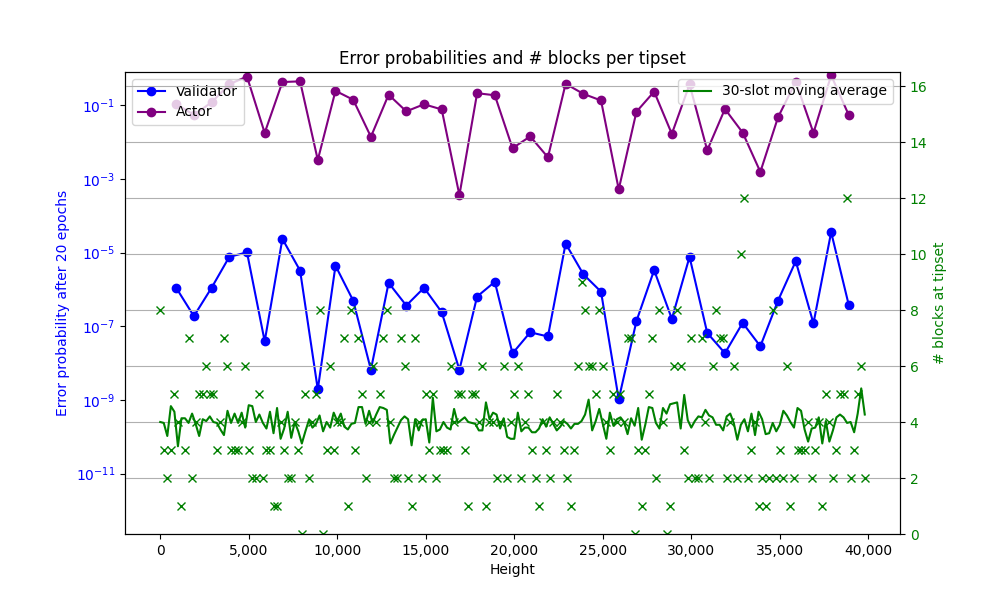 Error probabilities and # blocks per tipset
Validator
Actor
30-slot moving average
10⁻¹
10⁻³
10⁻⁵
10⁻⁷
10⁻⁹
10⁻¹¹
Error probability after 20 epochs
16
14
12
10
8
6
4
2
0
# blocks at tipset
0 5,000 10,000 15,000 20,000 25,000 30,000 35,000 40,000
Height